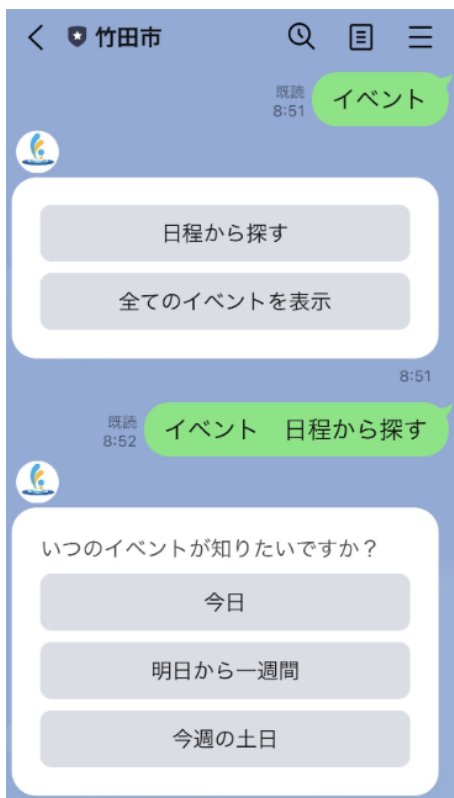 竹田市
既読
8:51
イベント
日程から探す
全てのイベントを表示
8:51
既読
8:52
イベント　日程から探す
いつのイベントが知りたいですか？
今日
明日から一週間
今週の土日